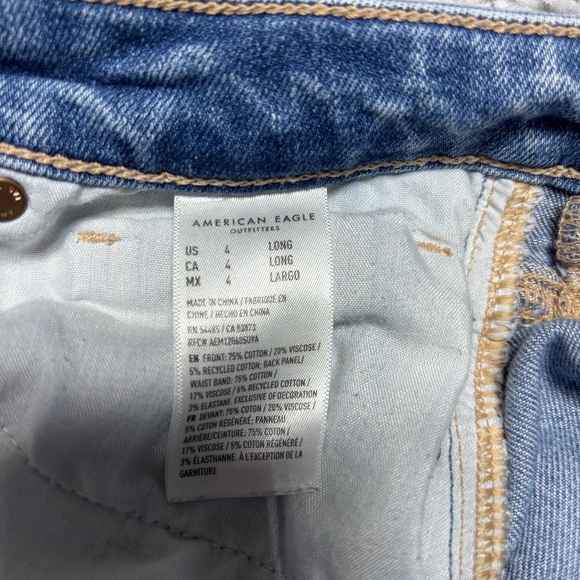 AMERICAN EAGLE
OUTFITTERS
US 4 LONG
CA 4 LONG
MX 4 LARGO
MADE IN CHINA / FABRIQUÉ EN
CHINE / HECHO EN CHINA
RN 54485 / CA 93873
RFC# AEM120605U9A
EN FRONT: 75% COTTON / 20% VISCOSE /
5% RECYCLED COTTON; BACK PANEL/
WAIST BAND: 75% COTTON /
17% VISCOSE / 5% RECYCLED COTTON /
3% ELASTANE. EXCLUSIVE OF DECORATION
FR DEVANT: 75% COTON / 20% VISCOSE /
5% COTON RÉGÉNÉRÉ; PANNEAU
ARRIÈRE/CEINTURE: 75% COTON /
17% VISCOSE / 5% COTON RÉGÉNÉRÉ /
3% ÉLASTHANNE. À L'EXCEPTION DE LA
GARNITURE